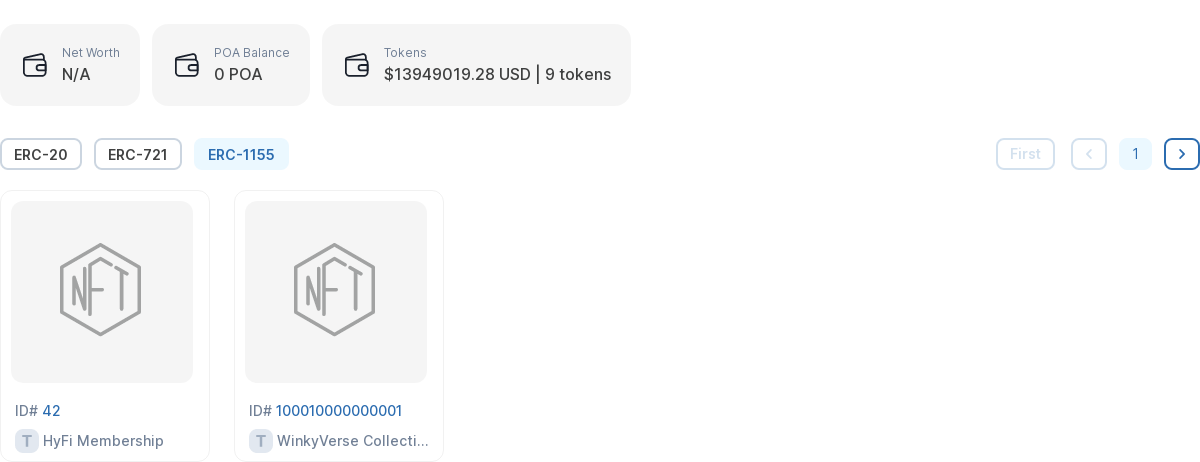 Net Worth
N/A
POA Balance
0 POA
Tokens
$13949019.28 USD | 9 tokens
ERC-20
ERC-721
ERC-1155
First
1
NFT
NFT
ID# 42
T HyFi Membership
ID# 100010000000001
T WinkyVerse Collecti...